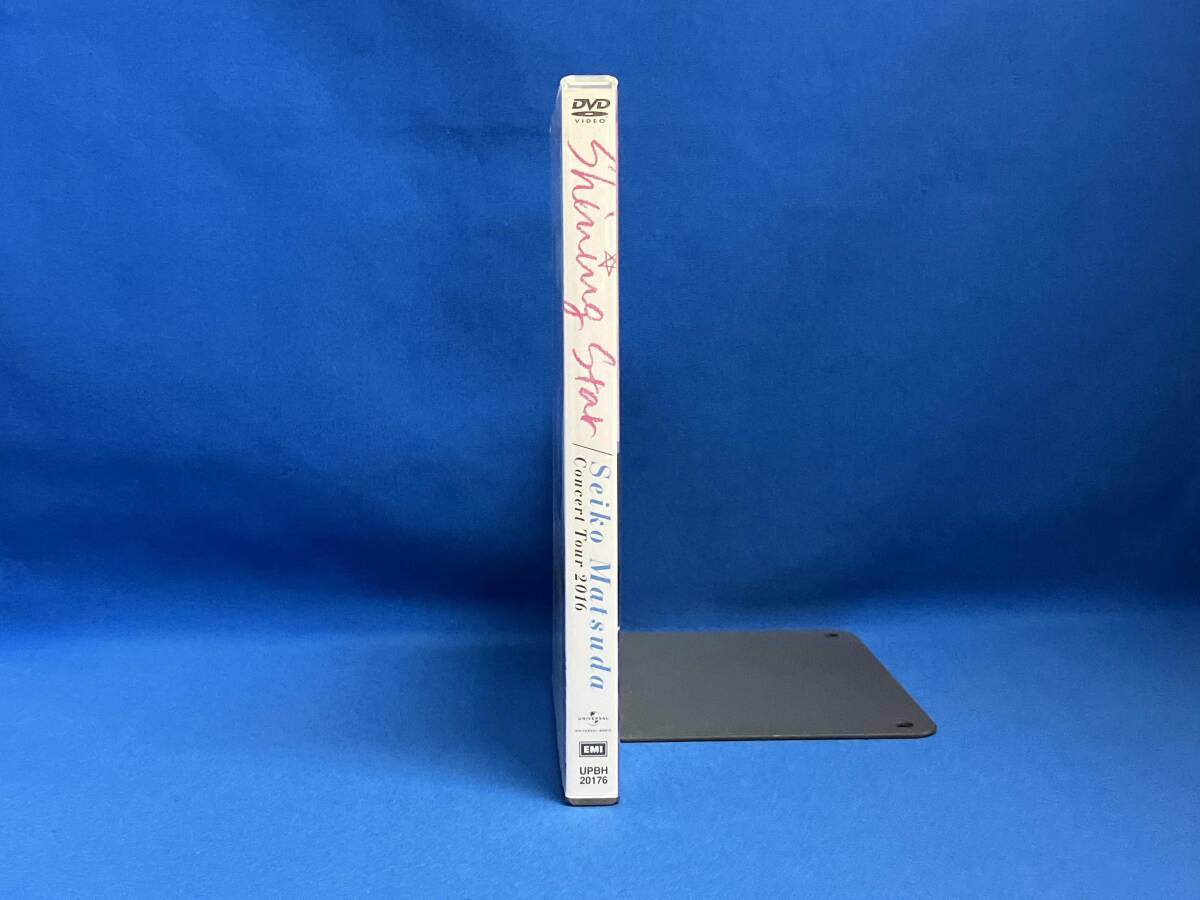 DVD
VIDEO
Shining Star
Seiko Matsuda
Concert Tour 2016
UNIVERSAL
EMI
UPBH
20176